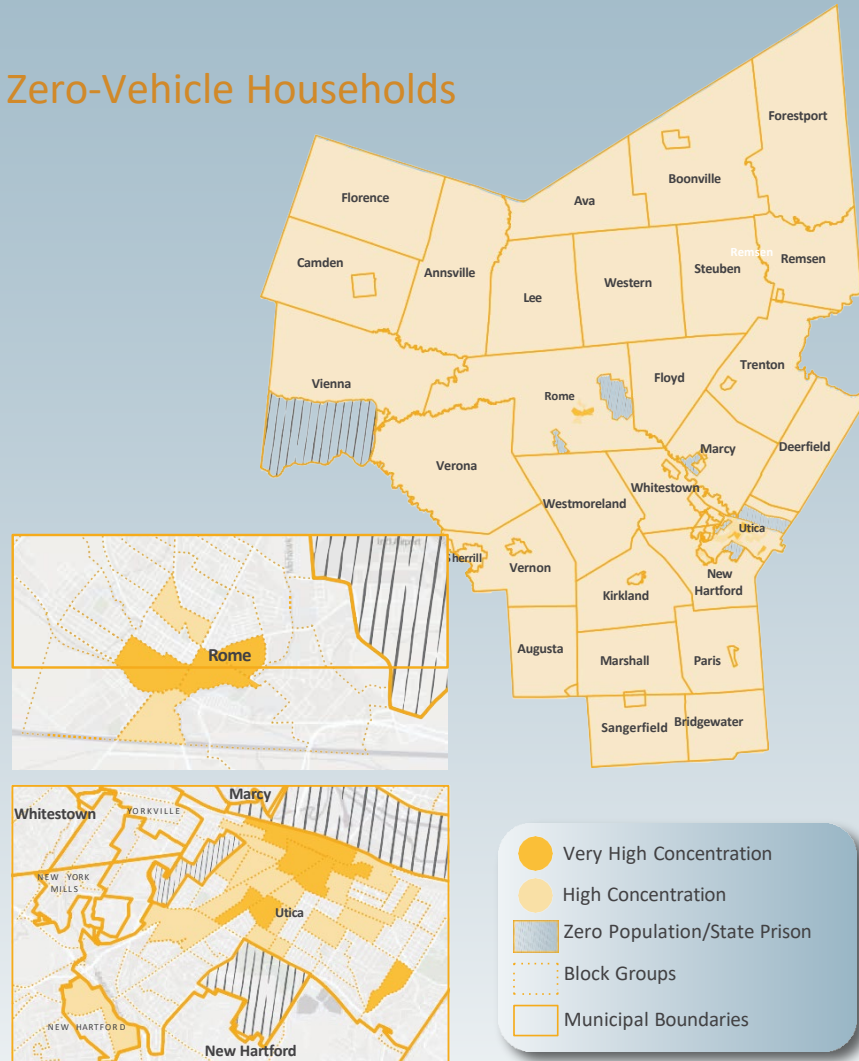 Zero-Vehicle Households
Forestport
Boonville
Florence
Ava
Remsen
Camden
Annsville
Steuben
Remsen
Western
Lee
Trenton
Vienna
Floyd
Rome
Marcy
Deerfield
Verona
Whitestown
Westmoreland
Utica
Sherrill
Vernon
New
Hartford
Kirkland
Augusta
Marshall
Paris
Sangerfield
Bridgewater
Rome
Marcy
Whitestown
YORKVILLE
NEW YORK
MILLS
Utica
NEW HARTFORD
New Hartford
Very High Concentration
High Concentration
Zero Population/State Prison
Block Groups
Municipal Boundaries